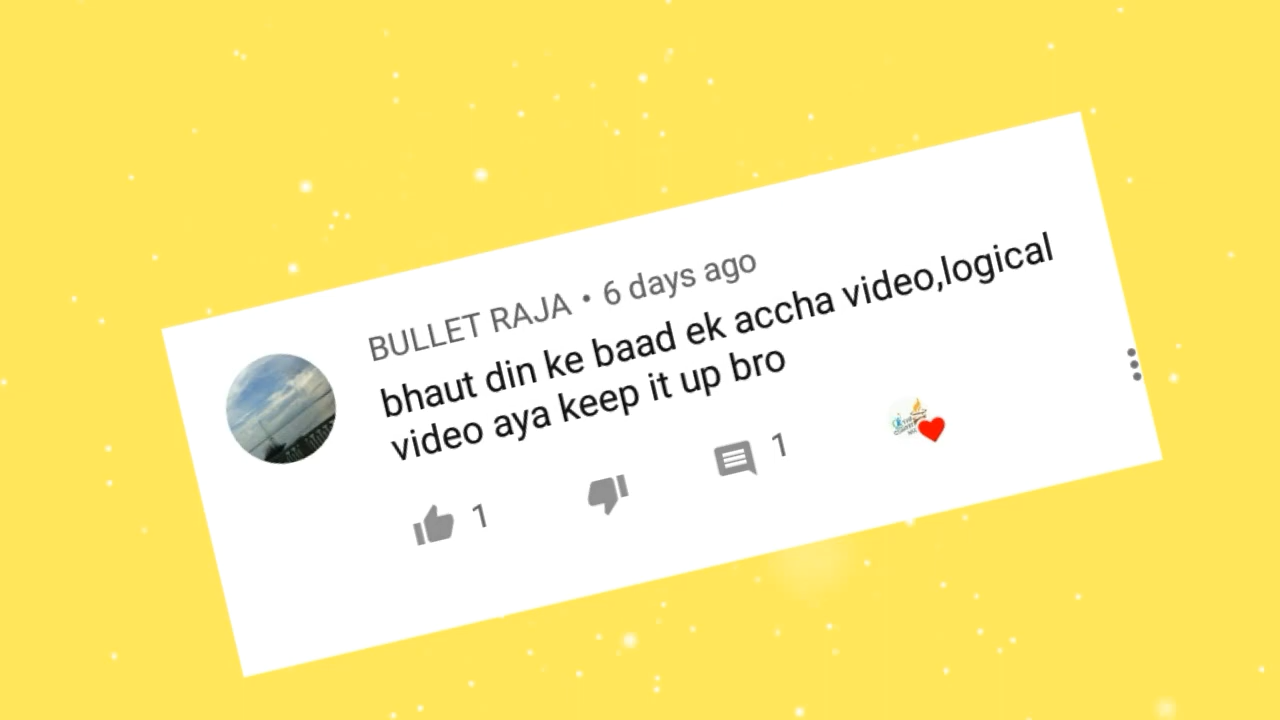 BULLET RAJA • 6 days ago
bhaut din ke baad ek accha video,logical
video aya keep it up bro
1
1